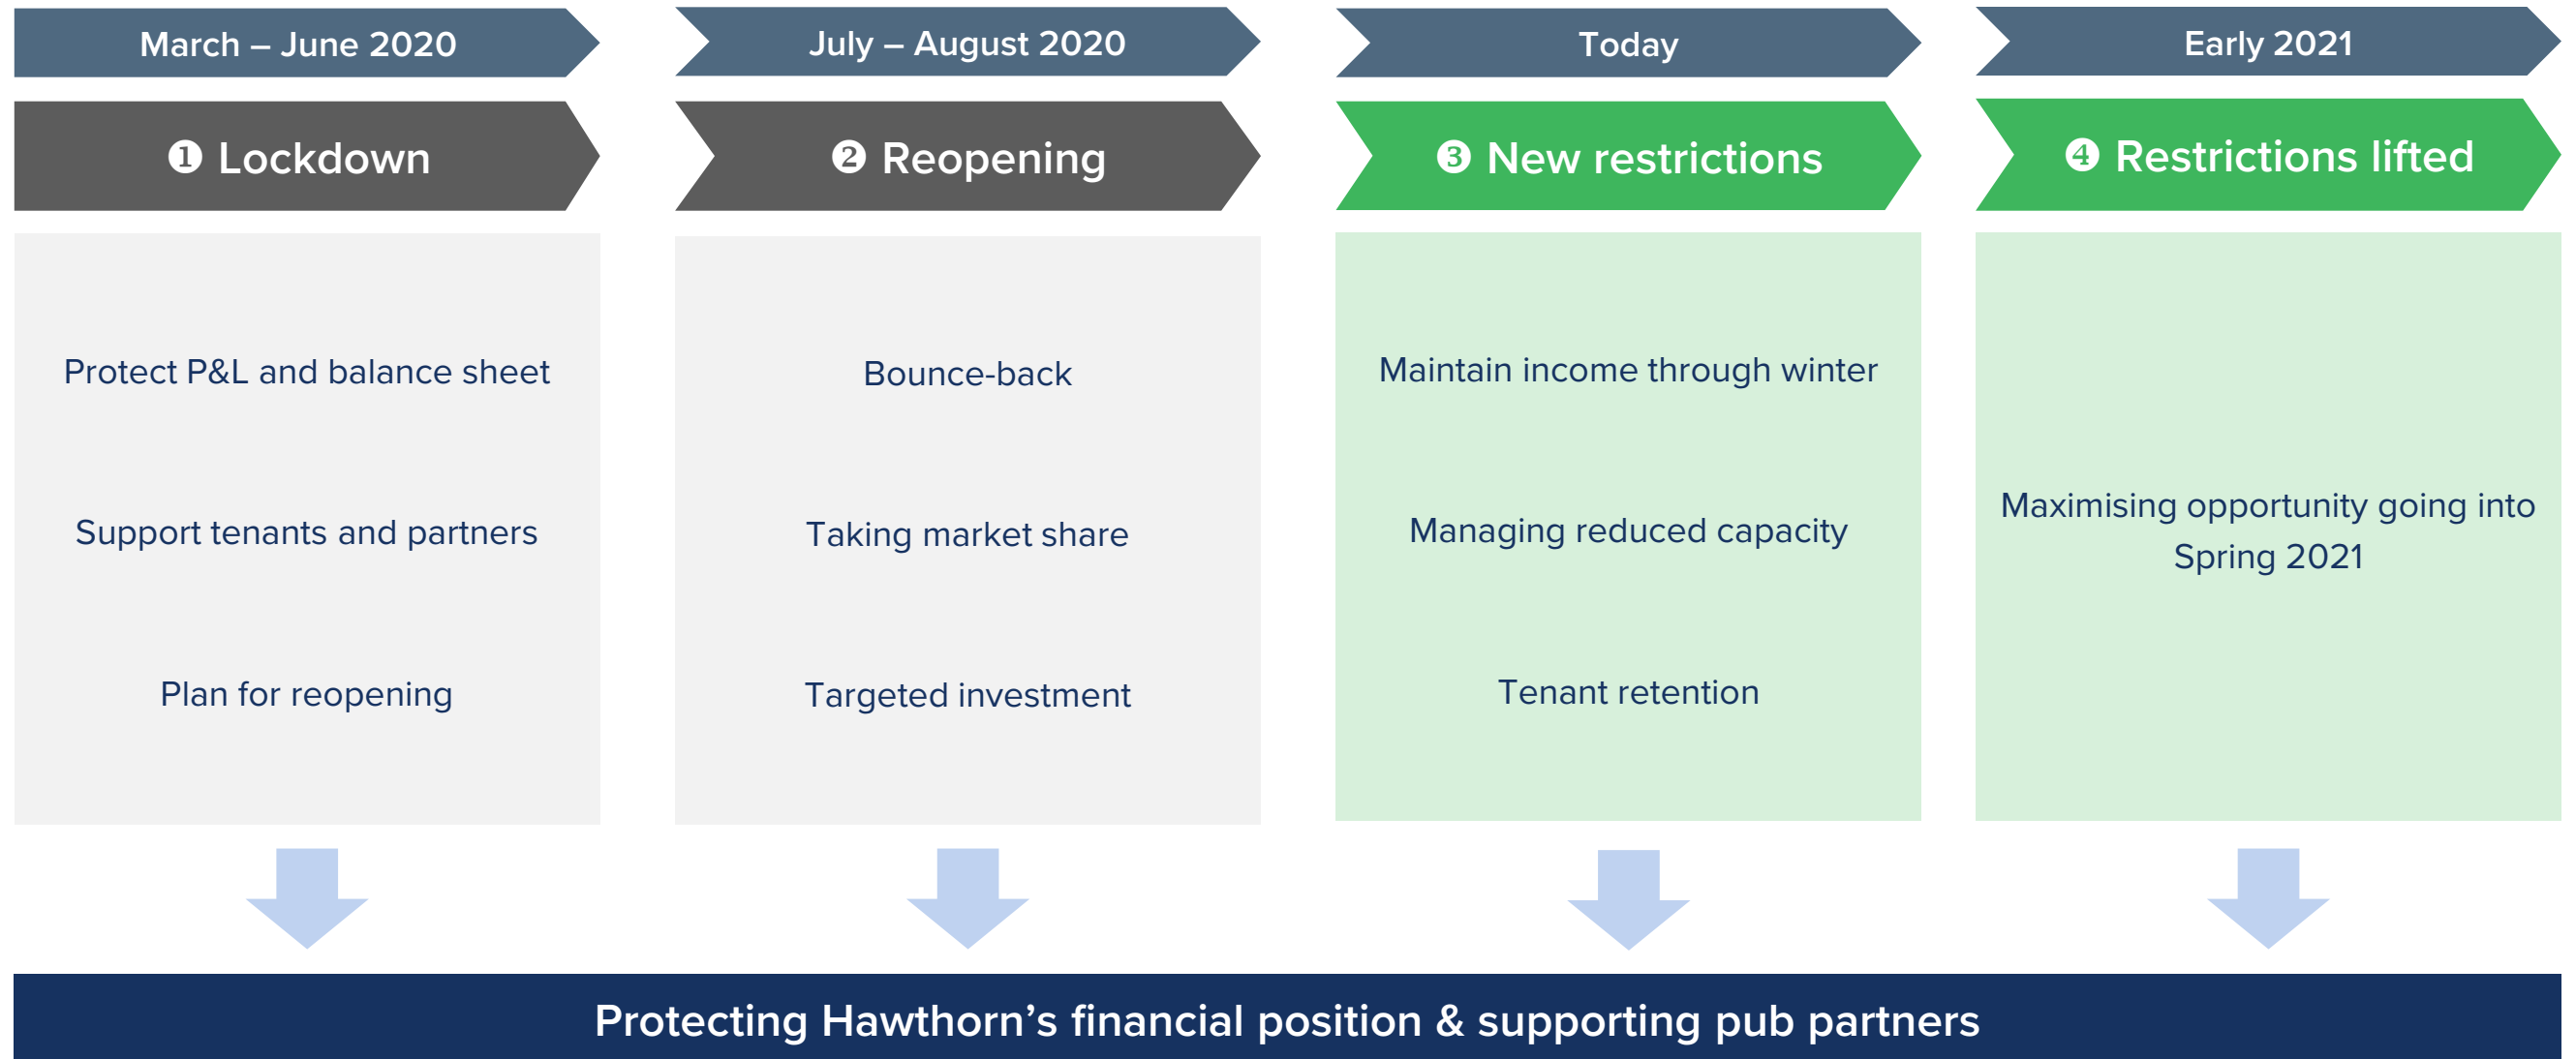 March – June 2020
July – August 2020
Today
Early 2021
❶ Lockdown
❷ Reopening
❸ New restrictions
❹ Restrictions lifted
Protect P&L and balance sheet
Support tenants and partners
Plan for reopening
Bounce-back
Taking market share
Targeted investment
Maintain income through winter
Managing reduced capacity
Tenant retention
Maximising opportunity going into
Spring 2021
Protecting Hawthorn’s financial position & supporting pub partners